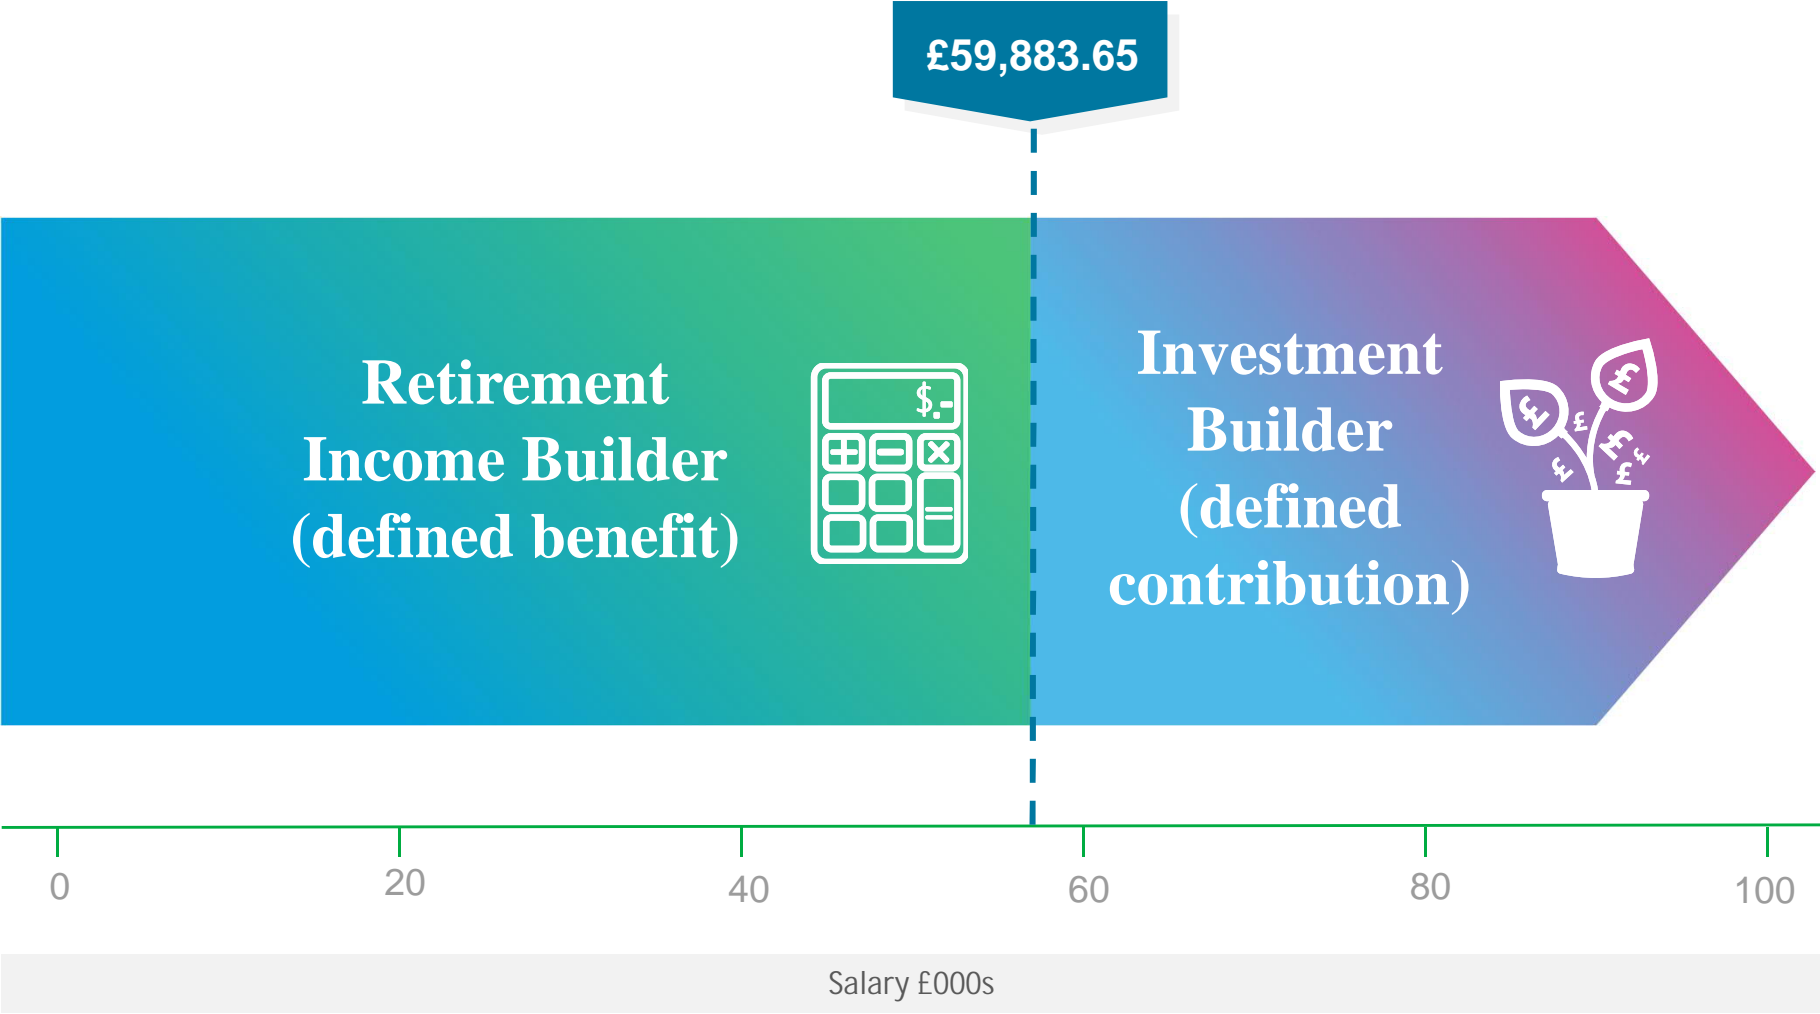 £59,883.65
Retirement
Income Builder
(defined benefit)
$.-
Investment
Builder
(defined
contribution)
£
£
£
£
£
£
£
0
20
40
60
80
100
Salary £000s